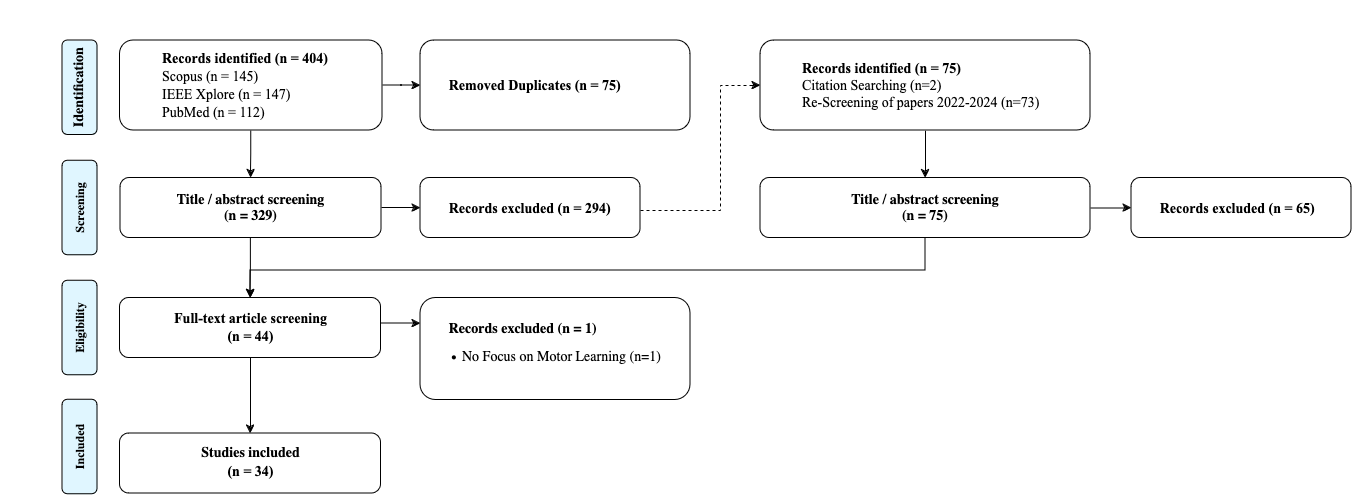 Identification
Records identified (n = 404)
Scopus (n = 145)
IEEE Xplore (n = 147)
PubMed (n = 112)
Removed Duplicates (n = 75)
Records identified (n = 75)
Citation Searching (n=2)
Re-Screening of papers 2022-2024 (n=73)
Screening
Title / abstract screening
(n = 329)
Records excluded (n = 294)
Title / abstract screening
(n = 75)
Records excluded (n = 65)
Eligibility
Full-text article screening
(n = 44)
Records excluded (n = 1)
• No Focus on Motor Learning (n=1)
Included
Studies included
(n = 34)